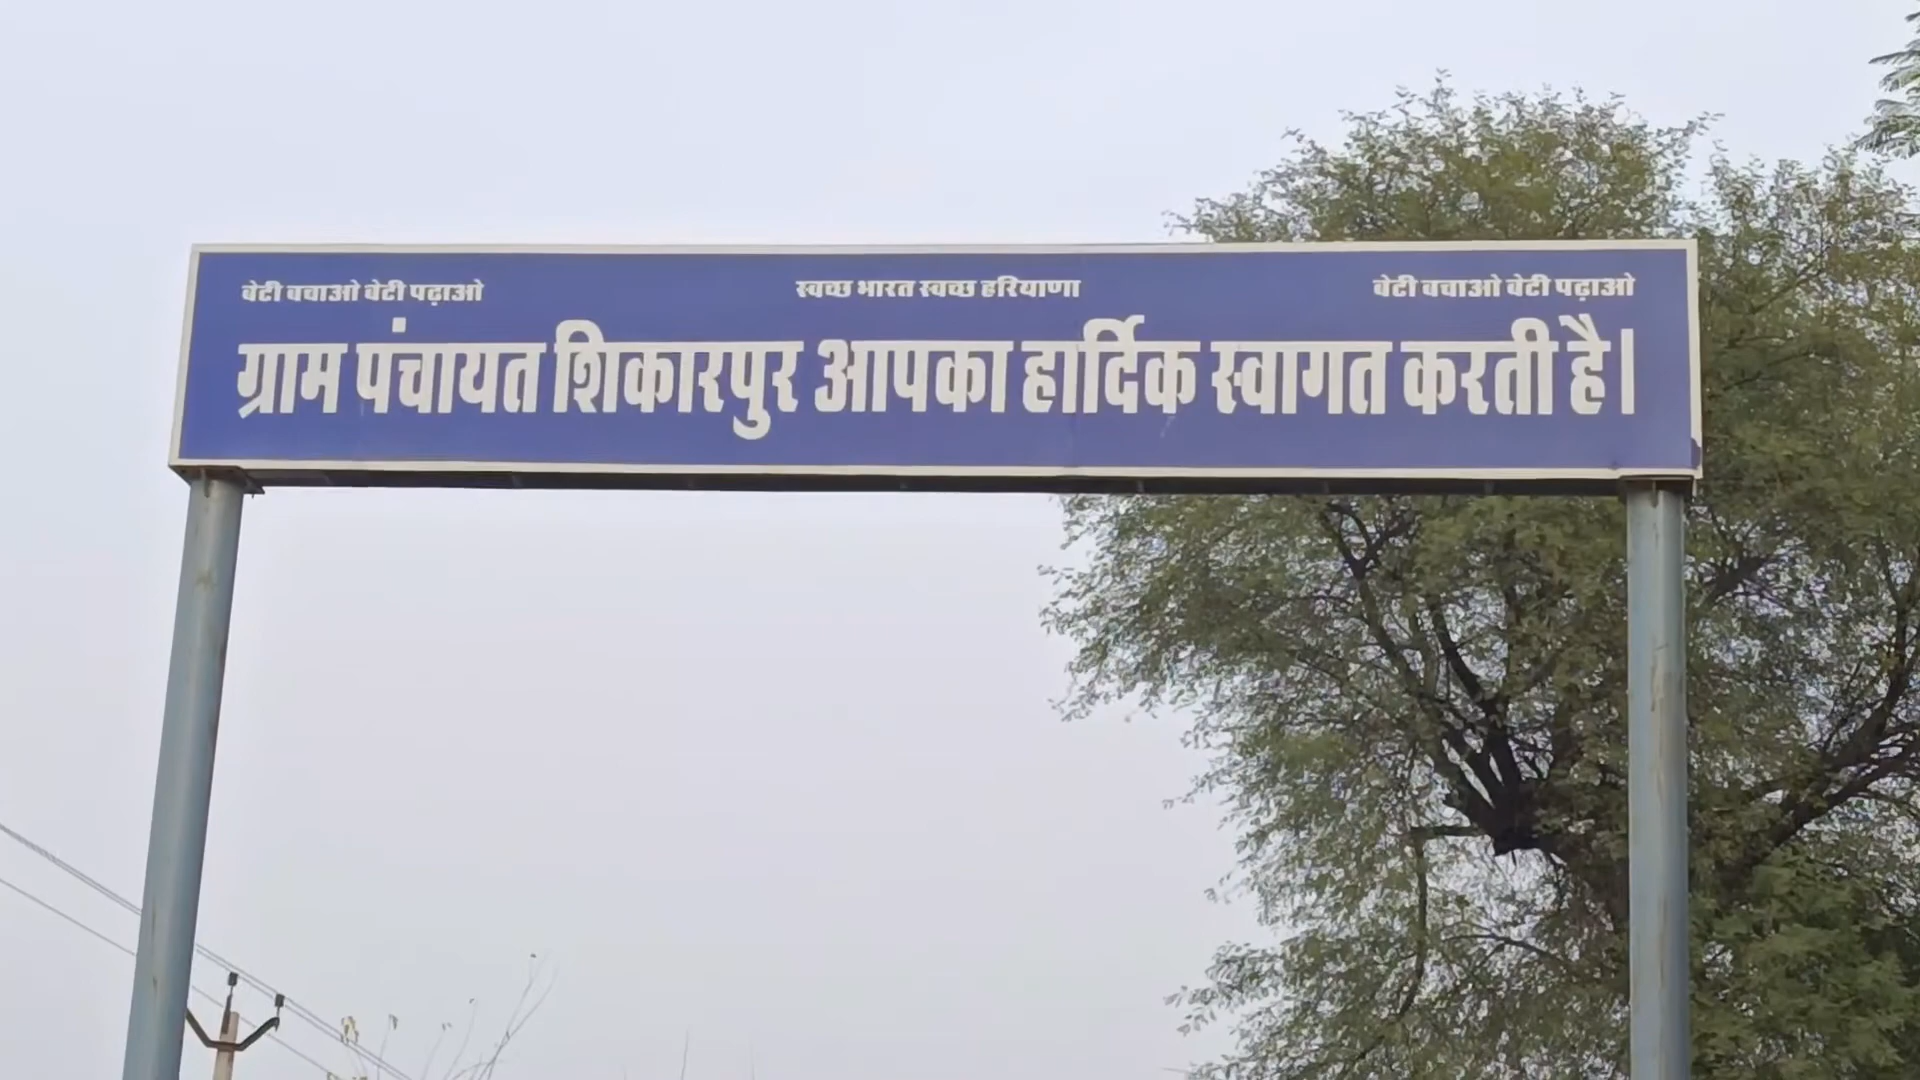 बेटी बचाओ बेटी पढ़ाओ स्वच्छ भारत स्वच्छ हरियाणा बेटी बचाओ बेटी पढ़ाओ
ग्राम पंचायत शिकारपुर आपका हार्दिक स्वागत करती है।